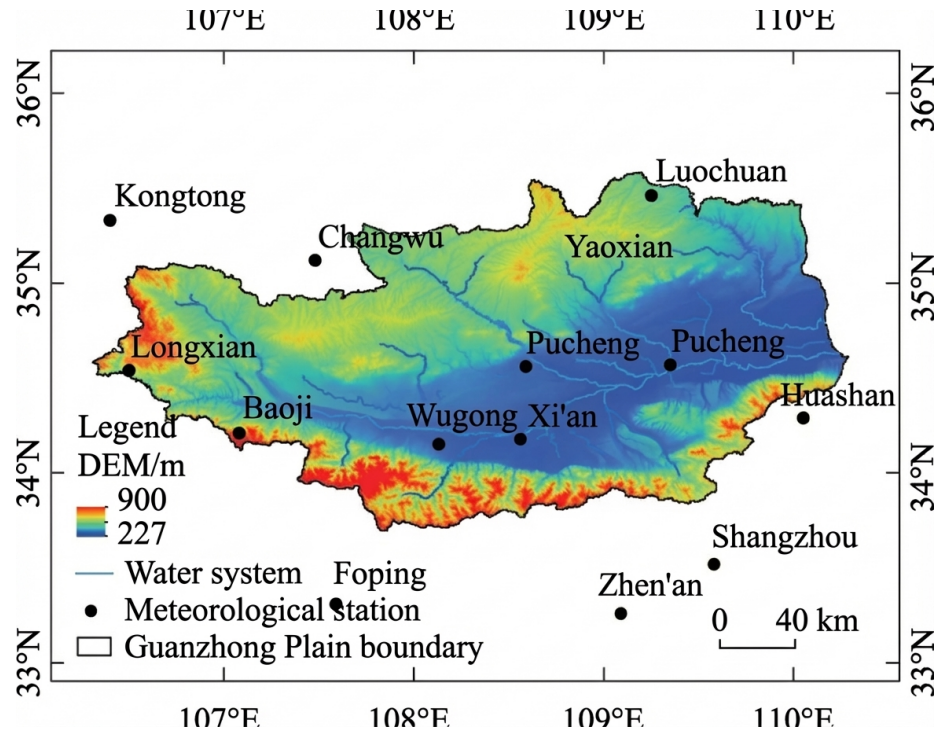 107°E 108°E 109°E 110°E
36°N 36°N
Luochuan
Kongtong
Changwu
Yaoxian
35°N 35°N
Longxian
Pucheng
Pucheng
Huashan
Baoji
Wugong
Xi'an
Legend
DEM/m
34°N 34°N
900
227
Shangzhou
Water system
Foping
Zhen'an
Meteorological station
0 40 km
Guanzhong Plain boundary
33°N 33°N
107°E 108°E 109°E 110°E